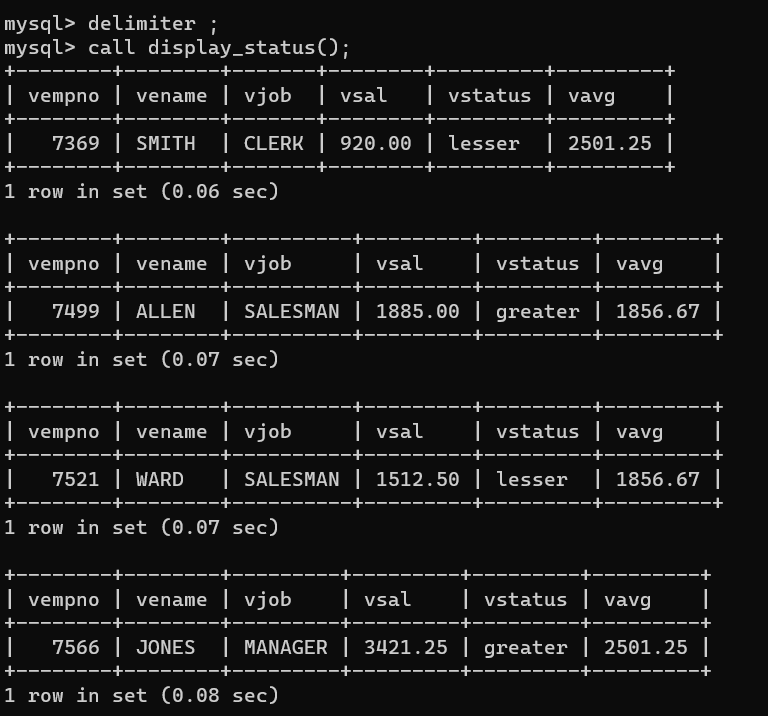 mysql> delimiter ;
mysql> call display_status();
+--------+--------+-------+--------+---------+---------+
| vempno | vename | vjob  | vsal   | vstatus | vavg    |
+--------+--------+-------+--------+---------+---------+
|   7369 | SMITH  | CLERK | 920.00 | lesser  | 2501.25 |
+--------+--------+-------+--------+---------+---------+
1 row in set (0.06 sec)

+--------+--------+----------+---------+---------+---------+
| vempno | vename | vjob     | vsal    | vstatus | vavg    |
+--------+--------+----------+---------+---------+---------+
|   7499 | ALLEN  | SALESMAN | 1885.00 | greater | 1856.67 |
+--------+--------+----------+---------+---------+---------+
1 row in set (0.07 sec)

+--------+--------+----------+---------+---------+---------+
| vempno | vename | vjob     | vsal    | vstatus | vavg    |
+--------+--------+----------+---------+---------+---------+
|   7521 | WARD   | SALESMAN | 1512.50 | lesser  | 1856.67 |
+--------+--------+----------+---------+---------+---------+
1 row in set (0.07 sec)

+--------+--------+---------+---------+---------+---------+
| vempno | vename | vjob    | vsal    | vstatus | vavg    |
+--------+--------+---------+---------+---------+---------+
|   7566 | JONES  | MANAGER | 3421.25 | greater | 2501.25 |
+--------+--------+---------+---------+---------+---------+
1 row in set (0.08 sec)